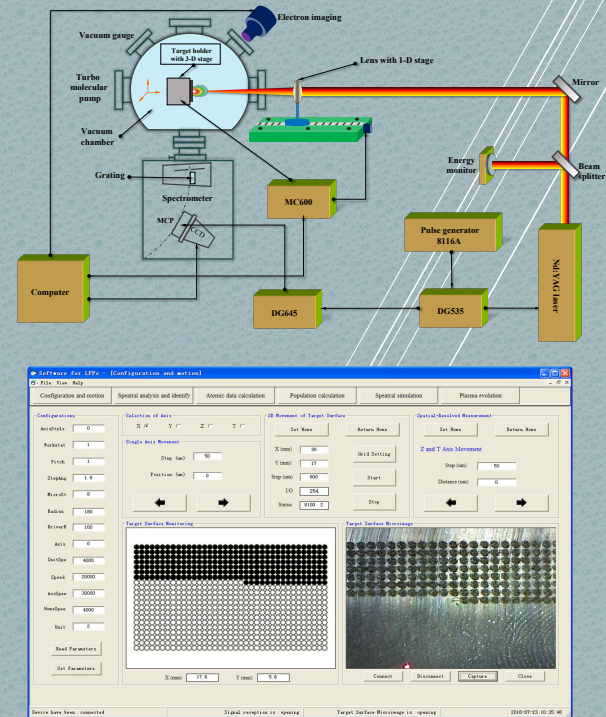 Electron imaging
Vacuum gauge
Target holder
with 3-D stage
Lens with 1-D stage
Turbo
molecular
pump
Mirror
Vacuum
chamber
Energy
monitor
Beam
splitter
Grating
Spectrometer
MC600
MCP
CCD
Pulse generator
8116A
Nd:YAG laser
Computer
DG645
DG535
Software for LPPs - [Configuration and motion]
File View Help
Configuration and motion
Speatral analysis and identify
Atomic data calculation
Population calculation
Speatral simulation
Plasma evolution
Configurations
AxisStyle 0
Workstat 1
Pitch 1
StepAng 1.8
MicroSt 8
Radius 180
DriverR 100
Axis 0
InitSpe 4000
Speed 20000
AccSpee 30000
HomeSpee 4000
Unit 2
Read Parameters
Set Parameters
Selection of Axis
X Y Z T
Single Axis Movement
Step (um) 50
Position (um) 0
2D Movement of Target Surface
Set Home
Return Home
X (mm) 30
Y (mm) 17
Step (um) 800
I/O 254
Status 8100 2
Grid Setting
Start
Stop
Spatial-Resolved Measurement
Set Home
Return Home
Z and T Axis Movement
Step (um) 50
Distance (um) 0
Target Surface Monitoring
X (mm) 17.6 Y (mm) 5.6
Target Surface Microimage
Connect
Disconnect
Capture
Close
Device have been connected
Signal reception is opening
Target Surface Microimage is opening
2016-07-23 10:35:46